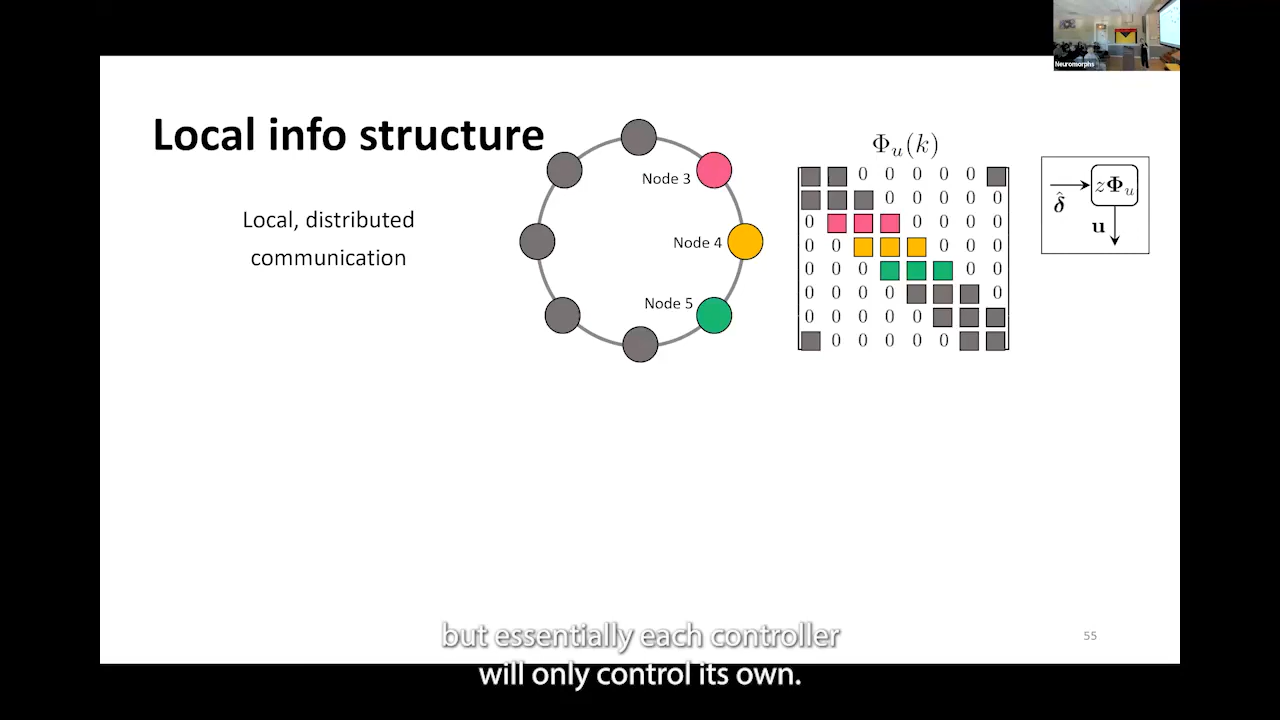 Neuromorphs
Local info structure
Local, distributed
communication
Node 3
Node 4
Node 5
Φᵤ(k)
0 0 0 0 0
0 0 0 0 0
0 0 0 0 0
0 0 0 0 0
0 0 0 0 0
0 0 0 0 0
0 0 0 0 0
0 0 0 0 0
zΦᵤ
δ̂
u
55
but essentially each controller
will only control its own.